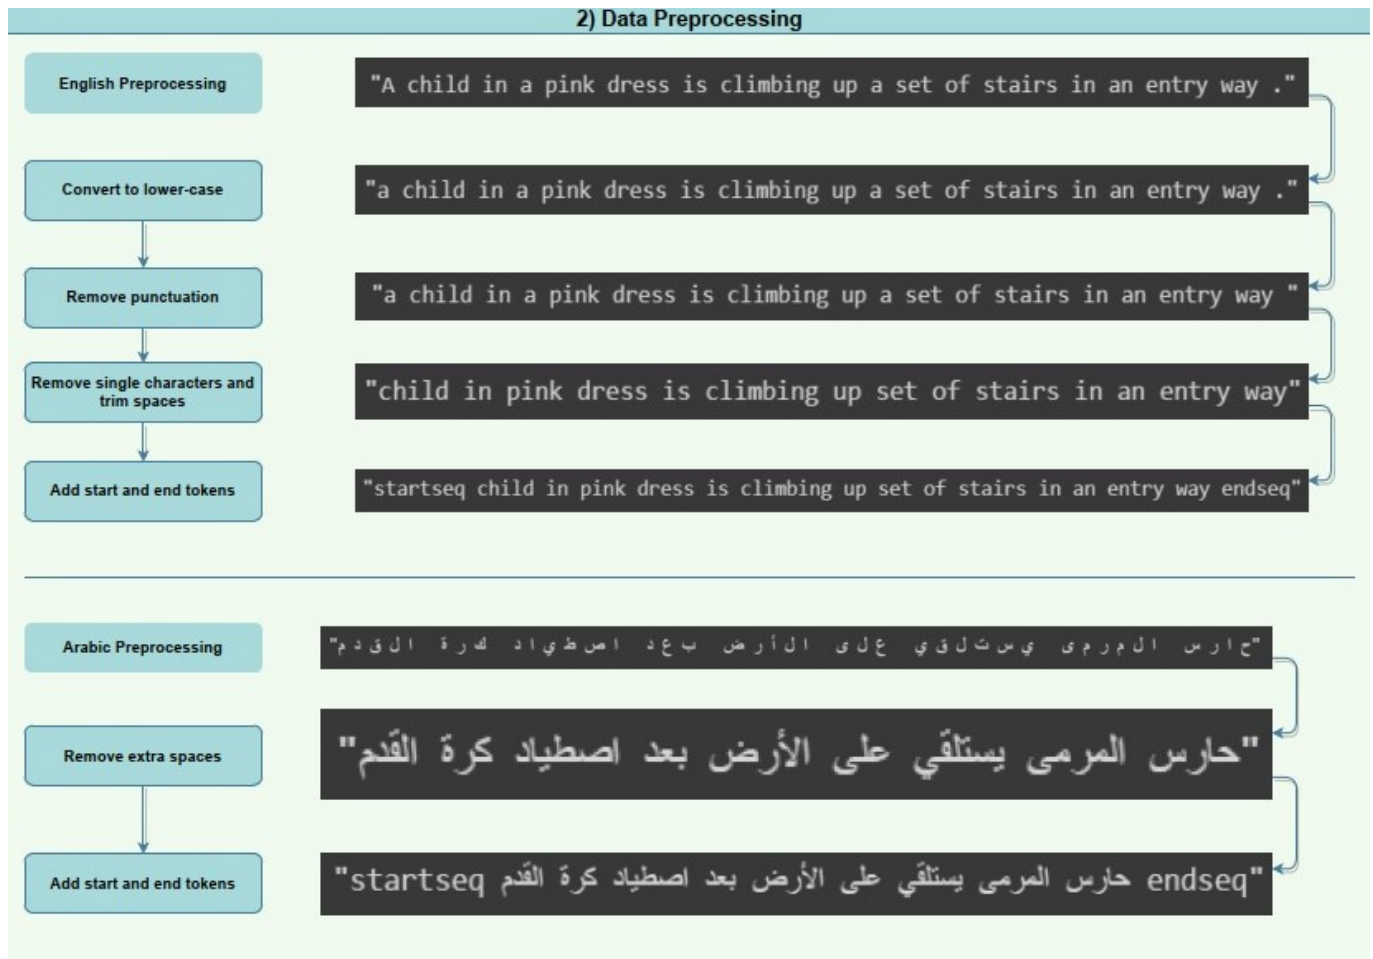 2) Data Preprocessing
English Preprocessing
"A child in a pink dress is climbing up a set of stairs in an entry way ."
Convert to lower-case
"a child in a pink dress is climbing up a set of stairs in an entry way ."
Remove punctuation
"a child in a pink dress is climbing up a set of stairs in an entry way "
Remove single characters and
trim spaces
"child in pink dress is climbing up set of stairs in an entry way"
Add start and end tokens
"startseq child in pink dress is climbing up set of stairs in an entry way endseq"
Arabic Preprocessing
"ح ا ر س   ا ل م ر م ى   ي س ت ل ق ي   ع ل ى   ا ل أ ر ض   ب ع د   ا ص ط ي ا د   ك ر ة   ا ل ق د م"
Remove extra spaces
"حارس المرمى يستلقي على الأرض بعد اصطياد كرة القدم"
Add start and end tokens
"startseq حارس المرمى يستلقي على الأرض بعد اصطياد كرة القدم endseq"